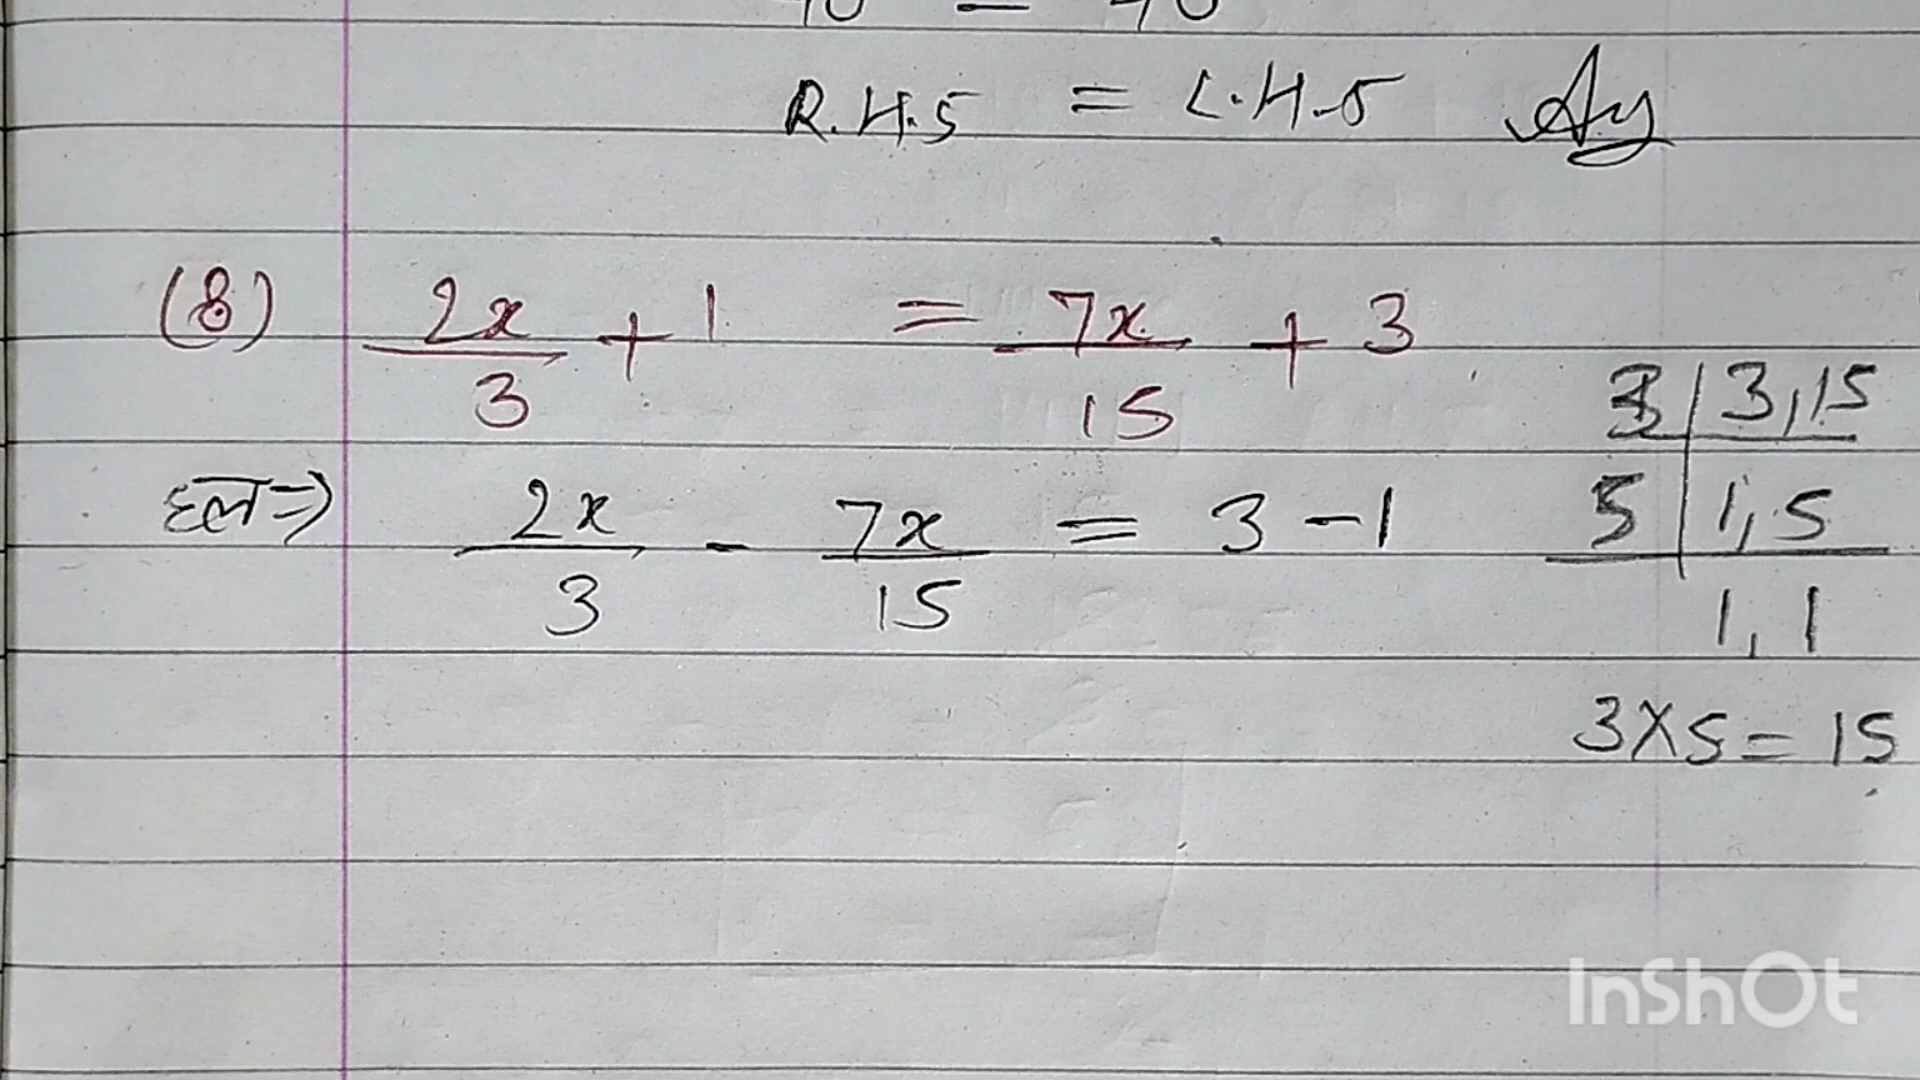 R.H.S = L.H.S
(8) 2x/3 + 1 = 7x/15 + 3
हल⇒ 2x/3 - 7x/15 = 3 - 1
3 | 3, 15
5 | 1, 5
1, 1
3×5=15
InShOt